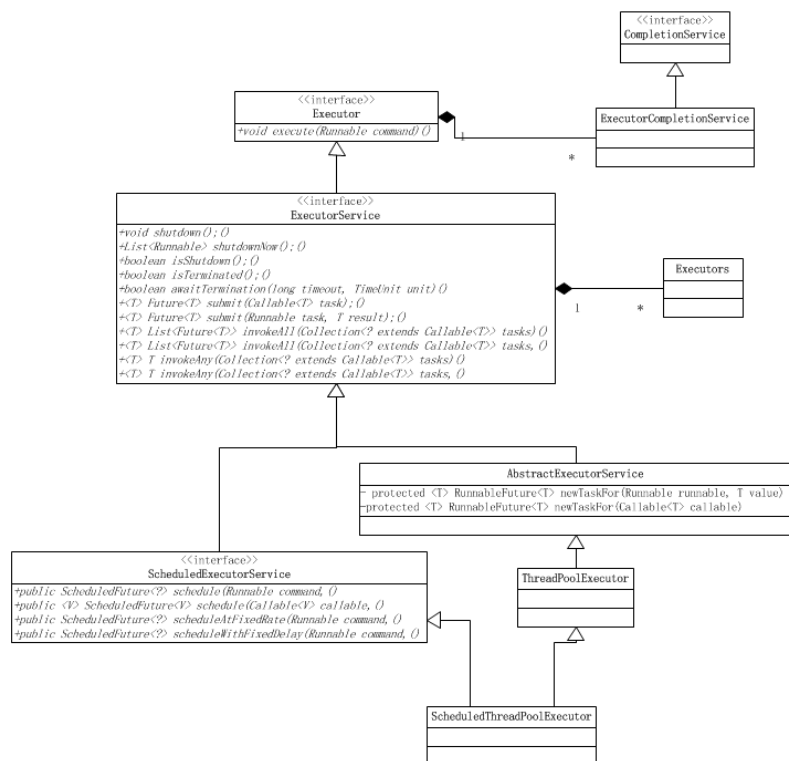 <<interface>>
CompletionService
<<interface>>
Executor
+void execute(Runnable command)()
ExecutorCompletionService
1
*
<<interface>>
ExecutorService
+void shutdown();()
+List<Runnable> shutdownNow();()
+boolean isShutdown();()
+boolean isTerminated();()
+boolean awaitTermination(long timeout, TimeUnit unit)()
+<T> Future<T> submit(Callable<T> task);()
+<T> Future<T> submit(Runnable task, T result);()
+<T> List<Future<T>> invokeAll(Collection<? extends Callable<T>> tasks)()
+<T> List<Future<T>> invokeAll(Collection<? extends Callable<T>> tasks,()
+<T> T invokeAny(Collection<? extends Callable<T>> tasks)()
+<T> T invokeAny(Collection<? extends Callable<T>> tasks,()
Executors
1
*
AbstractExecutorService
- protected <T> RunnableFuture<T> newTaskFor(Runnable runnable, T value)
-protected <T> RunnableFuture<T> newTaskFor(Callable<T> callable)
<<interface>>
ScheduledExecutorService
+public ScheduledFuture<?> schedule(Runnable command,()
+public <V> ScheduledFuture<V> schedule(Callable<V> callable,()
+public ScheduledFuture<?> scheduleAtFixedRate(Runnable command,()
+public ScheduledFuture<?> scheduleWithFixedDelay(Runnable command,()
ThreadPoolExecutor
ScheduledThreadPoolExecutor